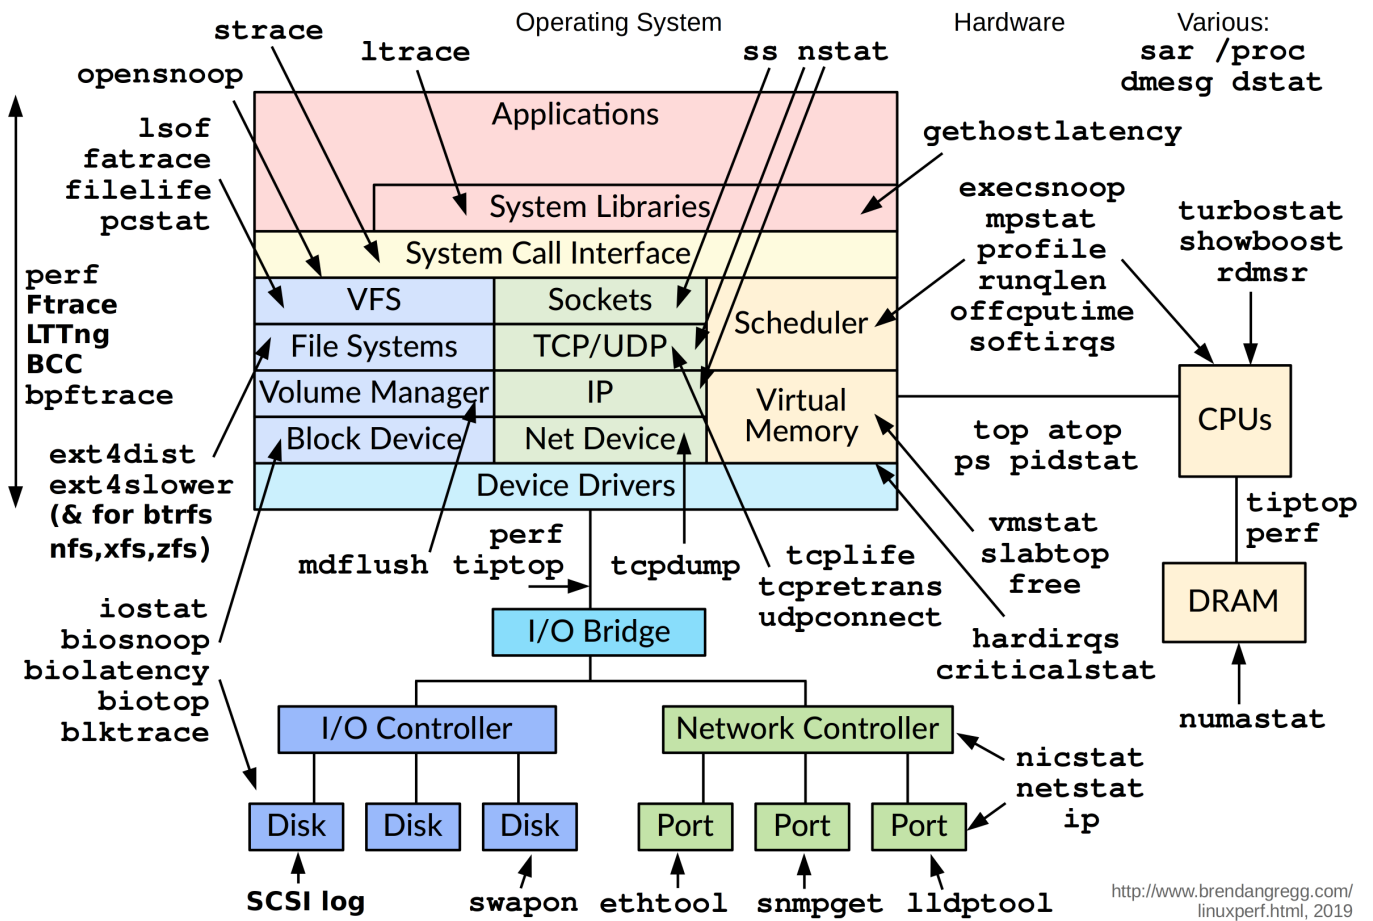 Operating System
Hardware
Various:
sar /proc
dmesg dstat
strace
ltrace
ss nstat
opensnoop
lsof
fatrace
filelife
pcstat
gethostlatency
execsnoop
mpstat
profile
runqlen
offcputime
softirqs
turbostat
showboost
rdmsr
perf
Ftrace
LTTng
BCC
bpftrace
Applications
System Libraries
System Call Interface
VFS
Sockets
Scheduler
File Systems
TCP/UDP
Volume Manager
IP
Virtual
Memory
Block Device
Net Device
Device Drivers
CPUs
top atop
ps pidstat
tiptop
perf
DRAM
numastat
ext4dist
ext4slower
(& for btrfs
nfs,xfs,zfs)
mdflush
perf
tiptop
tcpdump
tcplife
tcpretrans
udpconnect
vmstat
slabtop
free
hardirqs
criticalstat
iostat
biosnoop
biolatency
biotop
blktrace
I/O Bridge
I/O Controller
Network Controller
nicstat
netstat
ip
Disk
Disk
Disk
Port
Port
Port
SCSI log
swapon
ethtool
snmpget
lldptool
http://www.brendangregg.com/
linuxperf.html, 2019